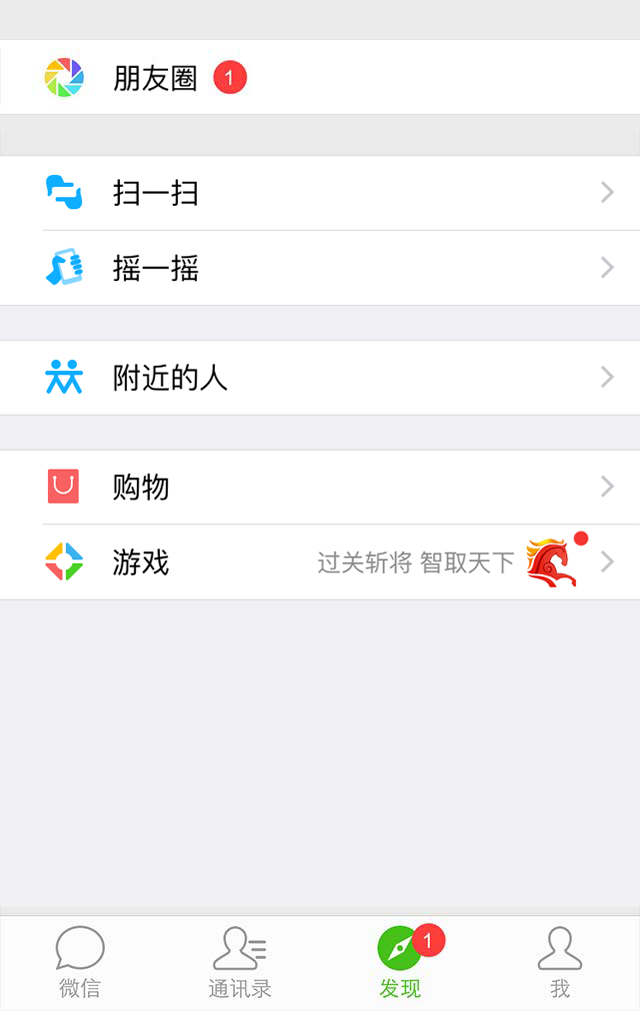 朋友圈 1
扫一扫
摇一摇
附近的人
购物
游戏 过关斩将 智取天下
1
微信 通讯录 发现 我